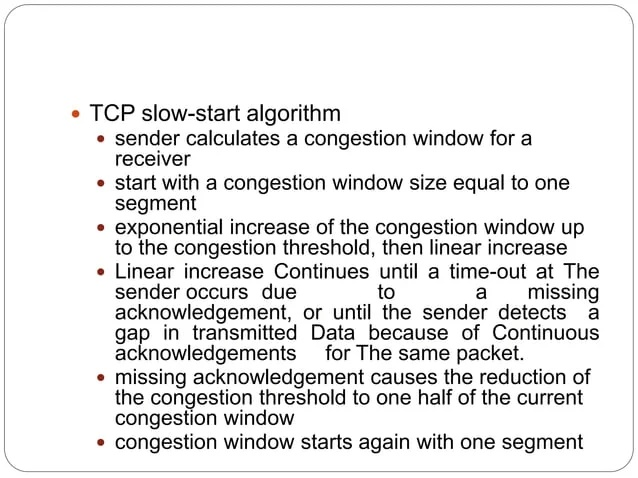 • TCP slow-start algorithm
• sender calculates a congestion window for a
receiver
• start with a congestion window size equal to one
segment
• exponential increase of the congestion window up
to the congestion threshold, then linear increase
• Linear increase Continues until a time-out at The
sender occurs due to a missing
acknowledgement, or until the sender detects a
gap in transmitted Data because of Continuous
acknowledgements for The same packet.
• missing acknowledgement causes the reduction of
the congestion threshold to one half of the current
congestion window
• congestion window starts again with one segment